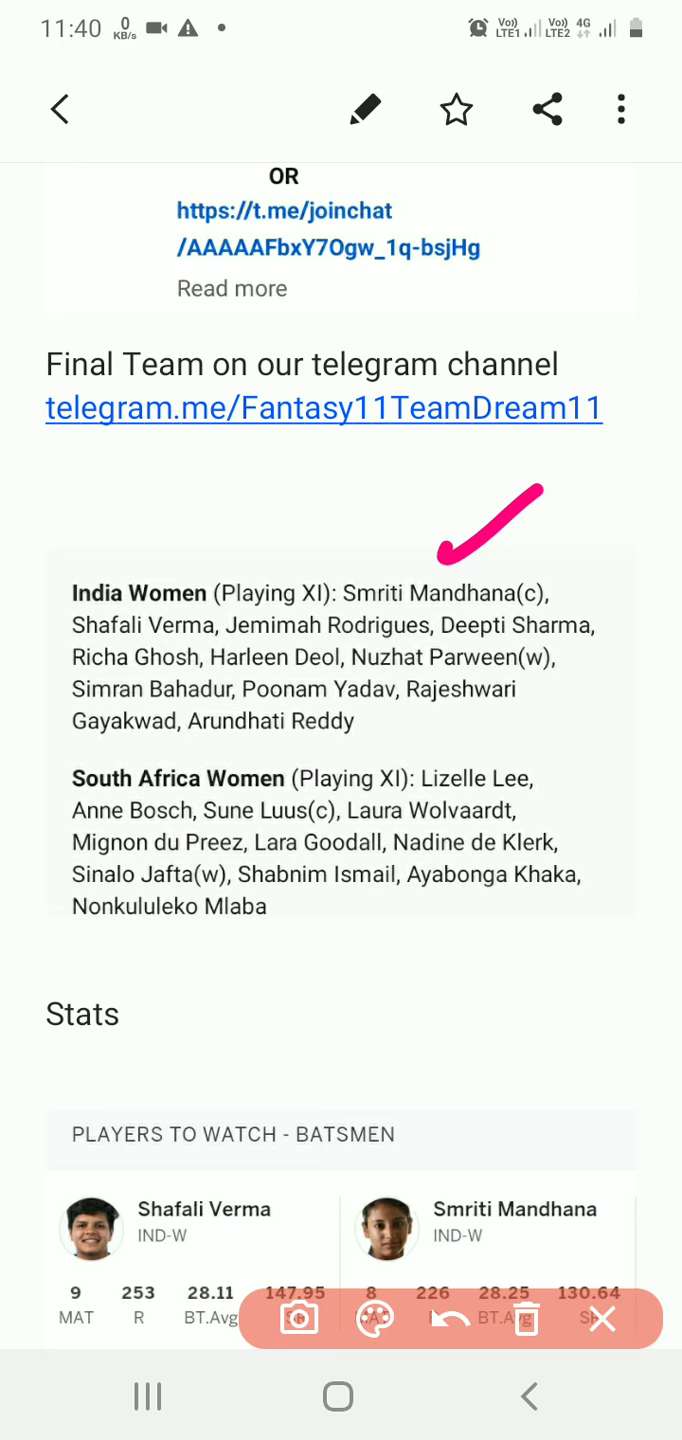 11:40 0 KB/s Vo)) LTE1 Vo)) LTE2 4G
OR
https://t.me/joinchat
/AAAAAFbxY7Ogw_1q-bsjHg
Read more
Final Team on our telegram channel
telegram.me/Fantasy11TeamDream11
India Women (Playing XI): Smriti Mandhana(c),
Shafali Verma, Jemimah Rodrigues, Deepti Sharma,
Richa Ghosh, Harleen Deol, Nuzhat Parween(w),
Simran Bahadur, Poonam Yadav, Rajeshwari
Gayakwad, Arundhati Reddy
South Africa Women (Playing XI): Lizelle Lee,
Anne Bosch, Sune Luus(c), Laura Wolvaardt,
Mignon du Preez, Lara Goodall, Nadine de Klerk,
Sinalo Jafta(w), Shabnim Ismail, Ayabonga Khaka,
Nonkululeko Mlaba
Stats
PLAYERS TO WATCH - BATSMEN
Shafali Verma Smriti Mandhana
IND-W IND-W
9 253 28.11 147.95 8 226 28.25 130.64
MAT R BT.Avg BT.Avg